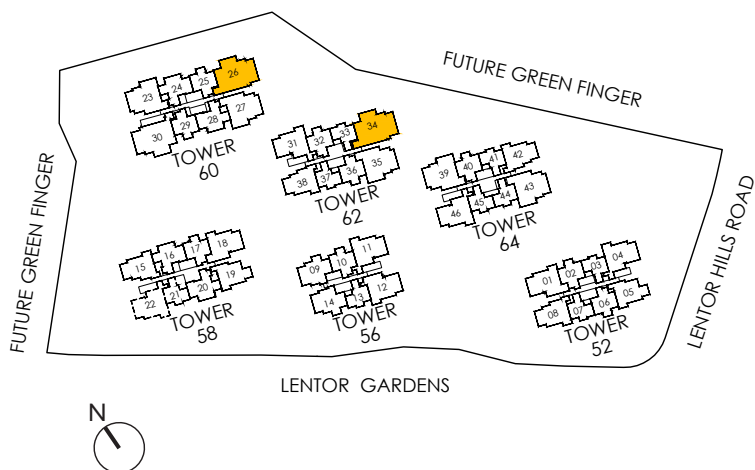 FUTURE GREEN FINGER
FUTURE GREEN FINGER
LENTOR HILLS ROAD
LENTOR GARDENS
23 24 25 26
30 29 28 27
TOWER
60
31 32 33 34
38 37 36 35
TOWER
62
39 40 41 42
46 45 44 43
TOWER
64
15 16 17 18
22 21 20 19
TOWER
58
09 10 11
14 13 12
TOWER
56
01 02 03 04
08 07 06 05
TOWER
52
N